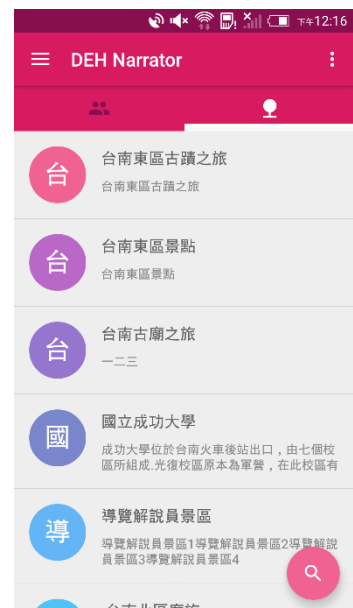 下午12:16
DEH Narrator
台
台南東區古蹟之旅
台南東區古蹟之旅
台
台南東區景點
台南東區景點
台
台南古廟之旅
一二三
國
國立成功大學
成功大學位於台南火車後站出口，由七個校
區所組成.光復校區原本為軍營，在此校區有
導
導覽解說員景區
導覽解說員景區1導覽解說員景區2導覽解說
員景區3導覽解說員景區4